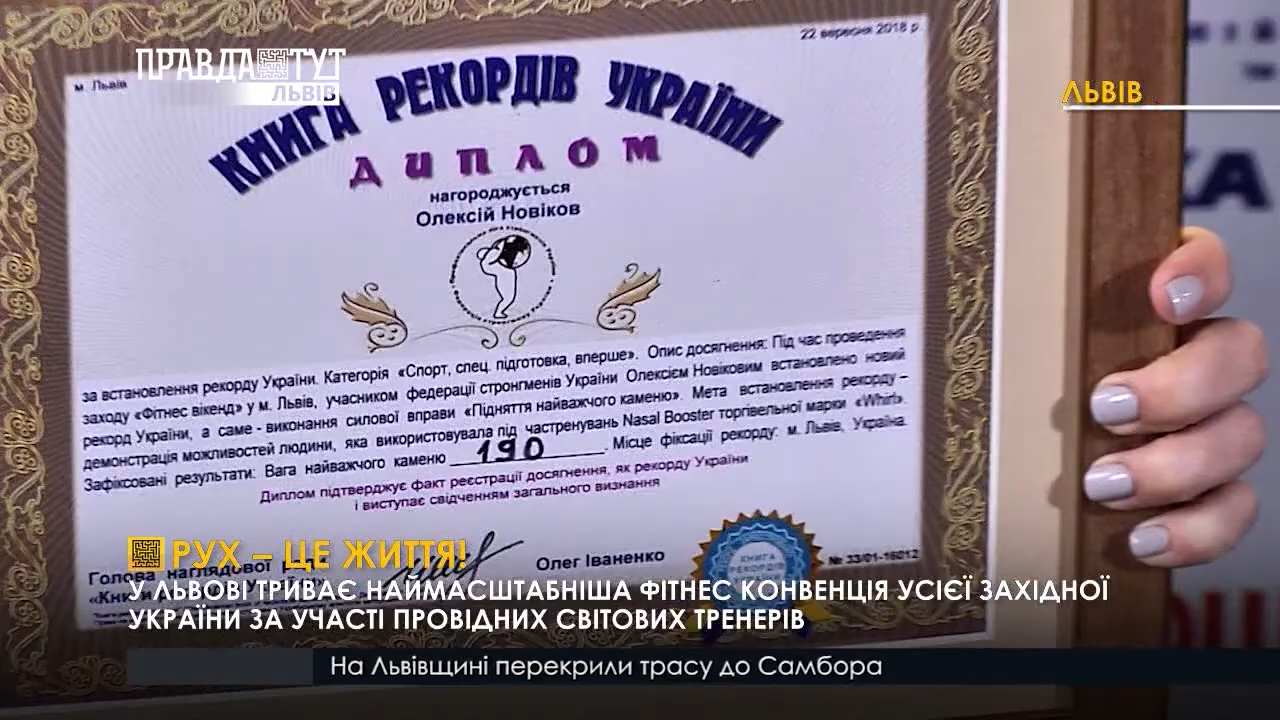 22 вересня 2018 р.
ПРАВДА ТУТ
ЛЬВІВ
м. Львів
ЛЬВІВ
КНИГА РЕКОРДІВ УКРАЇНИ
ДИПЛОМ
нагороджується
Олексій Новіков
КА
за встановлення рекорду України. Категорія «Спорт, спец. підготовка, вперше». Опис досягнення: Під час проведення
заходу «Фітнес вікенд» у м. Львів, учасником федерації стронгменів України Олексієм Новіковим встановлено новий
рекорд України, а саме - виконання силової вправи «Підняття найважчого каменю». Мета встановлення рекорду –
демонстрація можливостей людини, яка використовувала під частренувань Nasal Booster торгівельної марки «Whirl».
Зафіксовані результати: Вага найважчого каменю 190. Місце фіксації рекорду: м. Львів, Україна.
Диплом підтверджує факт реєстрації досягнення, як рекорду України
і виступає свідченням загального визнання
Голова наглядової
Олег Іваненко
КНИГА
РЕКОРДІВ
№ 33/01-16012
РУХ – ЦЕ ЖИТТЯ!
У ЛЬВОВІ ТРИВАЄ НАЙМАСШТАБНІША ФІТНЕС КОНВЕНЦІЯ УСІЄЇ ЗАХІДНОЇ
УКРАЇНИ ЗА УЧАСТІ ПРОВІДНИХ СВІТОВИХ ТРЕНЕРІВ
На Львівщині перекрили трасу до Самбора